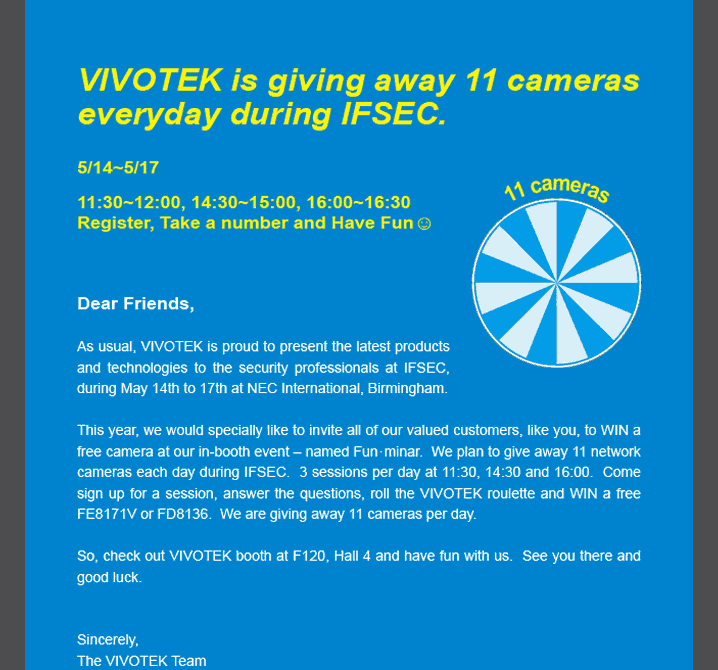 VIVOTEK is giving away 11 cameras
everyday during IFSEC.
5/14~5/17
11:30~12:00, 14:30~15:00, 16:00~16:30
Register, Take a number and Have Fun☺
11 cameras
Dear Friends,
As usual, VIVOTEK is proud to present the latest products
and technologies to the security professionals at IFSEC,
during May 14th to 17th at NEC International, Birmingham.
This year, we would specially like to invite all of our valued customers, like you, to WIN a
free camera at our in-booth event – named Fun·minar.  We plan to give away 11 network
cameras each day during IFSEC.  3 sessions per day at 11:30, 14:30 and 16:00.  Come
sign up for a session, answer the questions, roll the VIVOTEK roulette and WIN a free
FE8171V or FD8136.  We are giving away 11 cameras per day.
So, check out VIVOTEK booth at F120, Hall 4 and have fun with us.  See you there and
good luck.
Sincerely,
The VIVOTEK Team